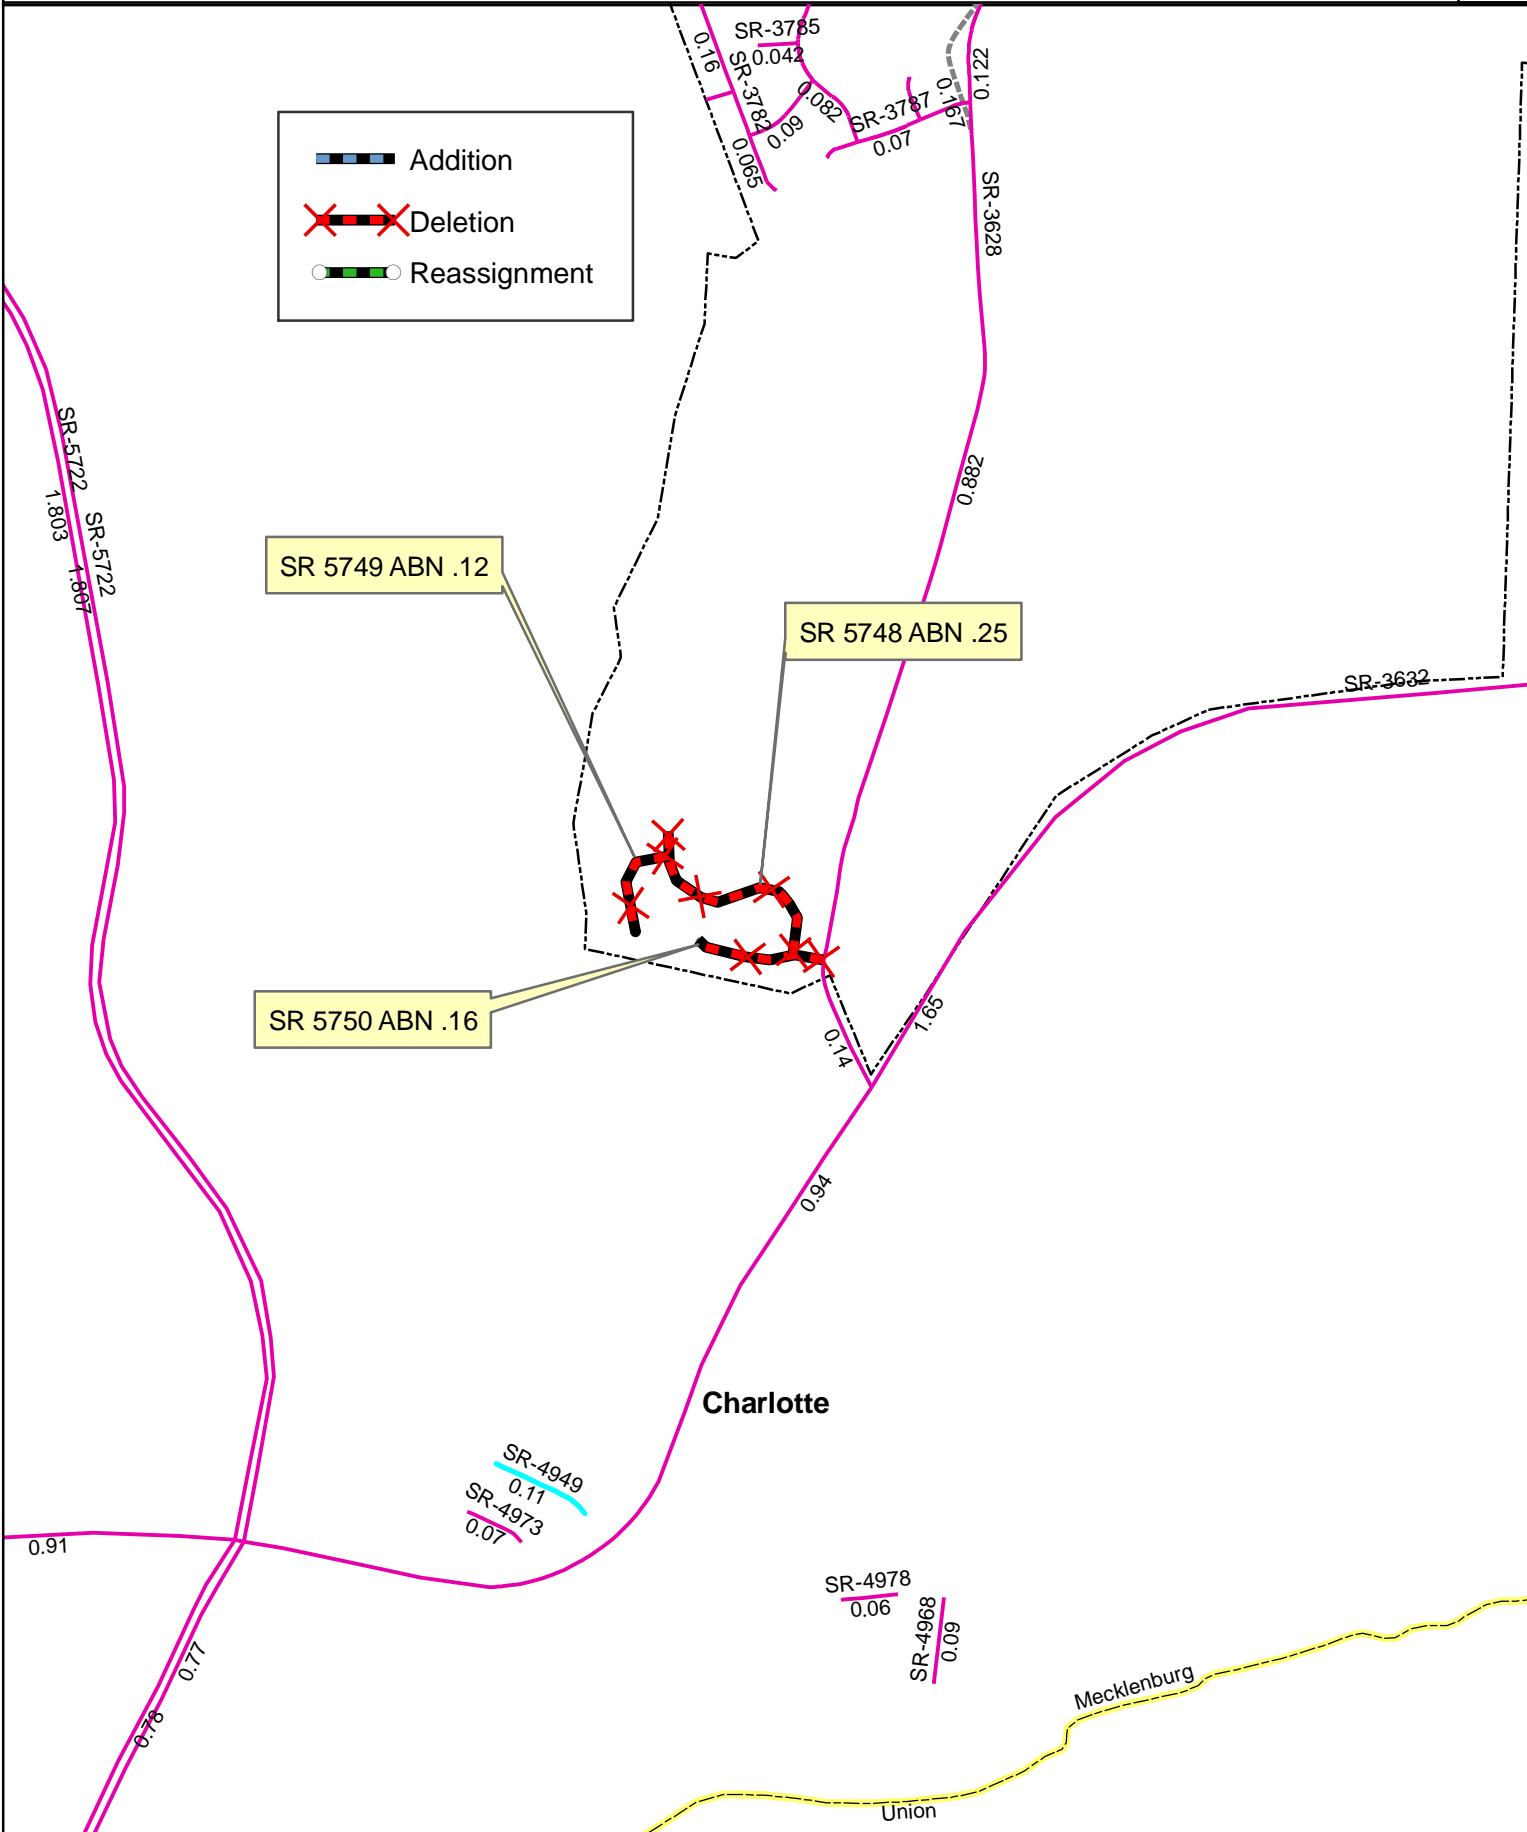 SR-3785
0.042
0.16
SR-3782
0.082
0.09
0.065
SR-3787
0.07
0.167
0.122
SR-3628
Addition
Deletion
Reassignment
SR-5722
1.803
SR-5722
1.807
0.882
SR 5749 ABN .12
SR 5748 ABN .25
SR-3632
SR 5750 ABN .16
1.65
0.14
0.94
Charlotte
SR-4949
0.11
SR-4973
0.07
0.91
SR-4978
0.06
SR-4968
0.09
0.77
0.78
Mecklenburg
Union